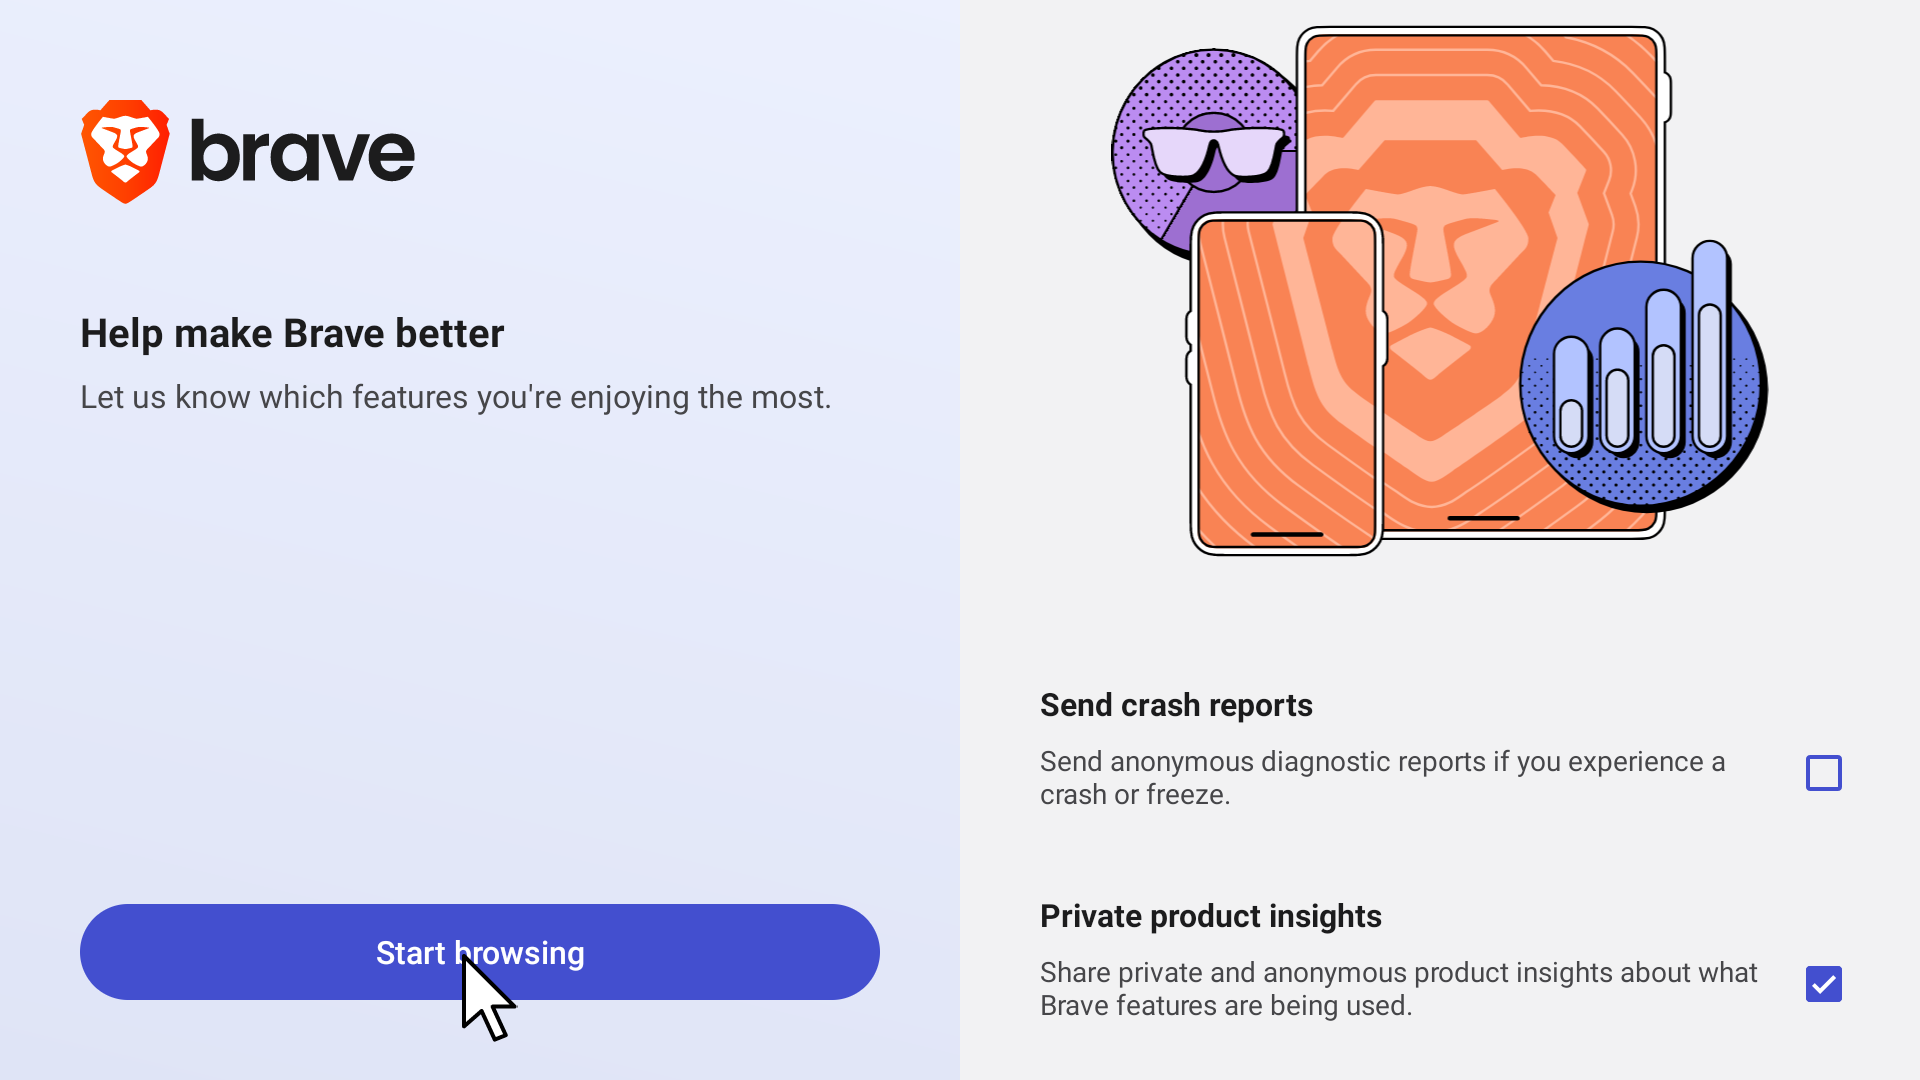 brave
Help make Brave better
Let us know which features you're enjoying the most.
Start browsing
Send crash reports
Send anonymous diagnostic reports if you experience a
crash or freeze.
Private product insights
Share private and anonymous product insights about what
Brave features are being used.